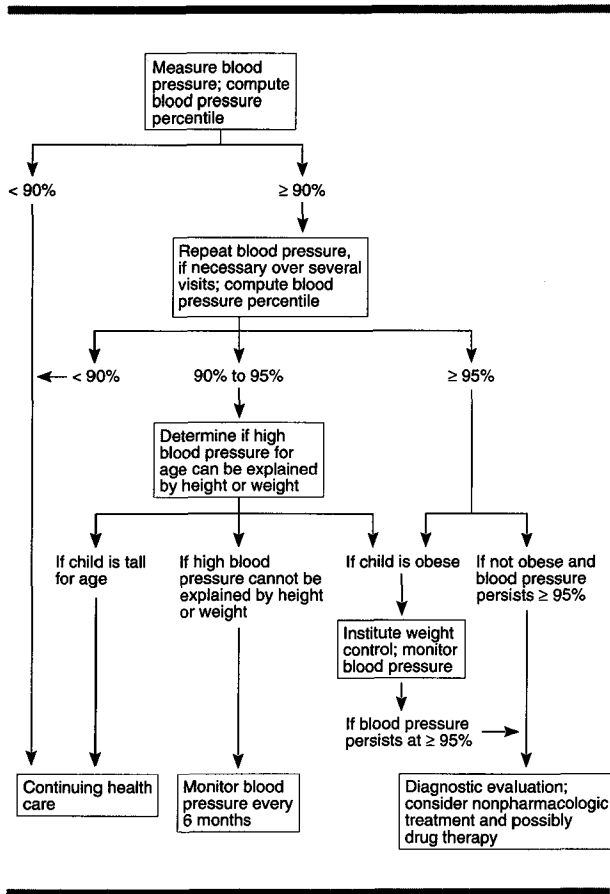 Measure blood
pressure; compute
blood pressure
percentile
< 90%
≥ 90%
Repeat blood pressure,
if necessary over several
visits; compute blood
pressure percentile
< 90%
90% to 95%
≥ 95%
Determine if high
blood pressure for
age can be explained
by height or weight
If child is tall
for age
If high blood
pressure cannot be
explained by height
or weight
If child is obese
If not obese and
blood pressure
persists ≥ 95%
Institute weight
control; monitor
blood pressure
If blood pressure
persists at ≥ 95%
Continuing health
care
Monitor blood
pressure every
6 months
Diagnostic evaluation;
consider nonpharmacologic
treatment and possibly
drug therapy